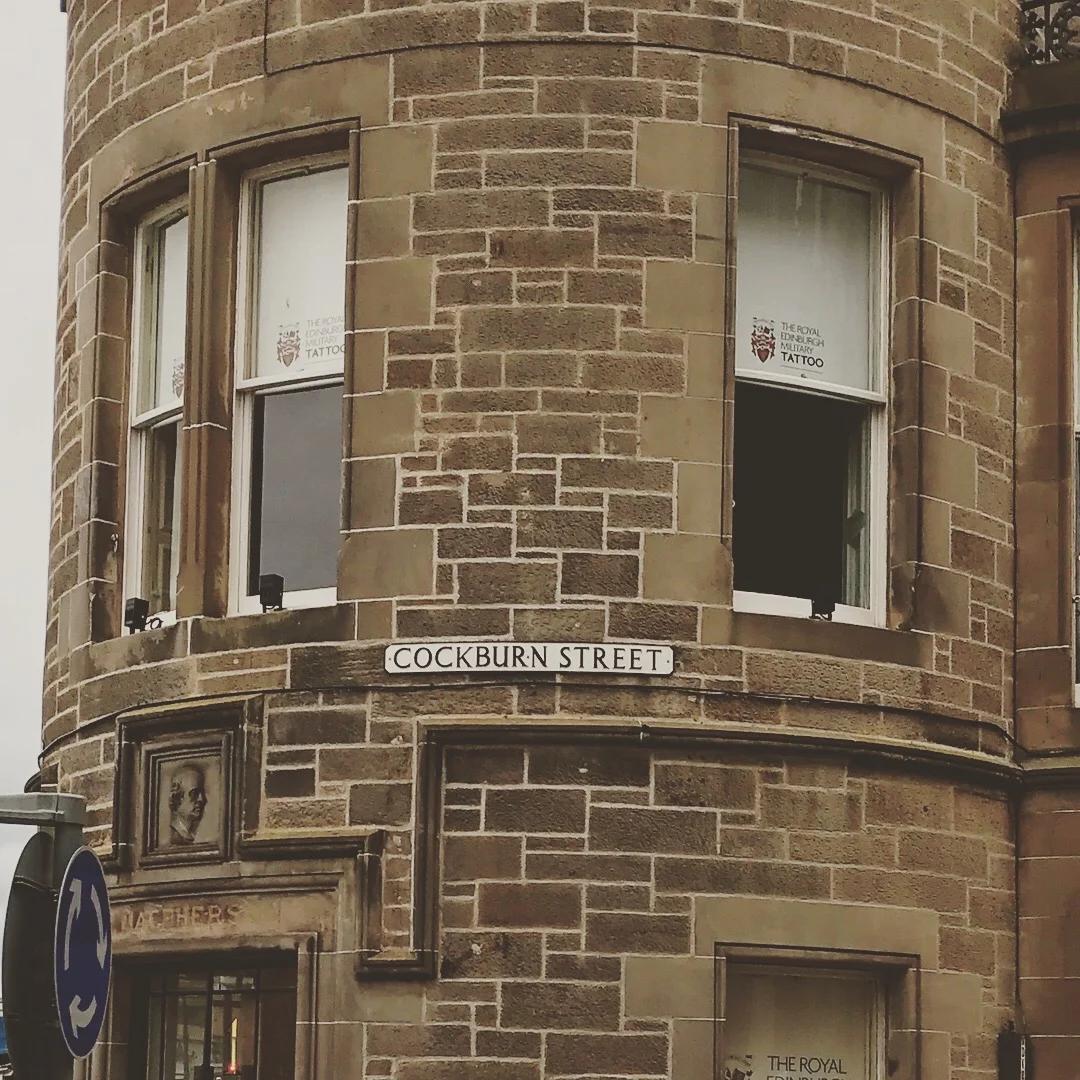 THE ROYAL
EDINBURGH
MILITARY
TATTOO
THE ROYAL
EDINBURGH
MILITARY
TATTOO
COCKBURN STREET
THE ROYAL